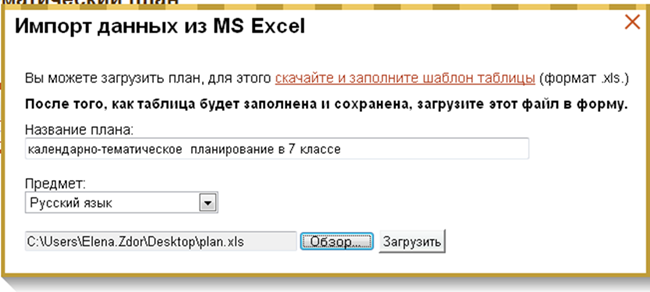 матический план
Импорт данных из MS Excel
Вы можете загрузить план, для этого скачайте и заполните шаблон таблицы (формат .xls.)
После того, как таблица будет заполнена и сохранена, загрузите этот файл в форму.
Название плана:
календарно-тематическое планирование в 7 классе
Предмет:
Русский язык
C:\Users\Elena.Zdor\Desktop\plan.xls Обзор... Загрузить